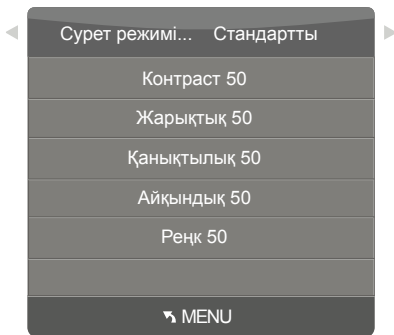 Сурет режимі... Стандартты
Контраст 50
Жарықтық 50
Қанықтылық 50
Айқындық 50
Реңк 50
MENU